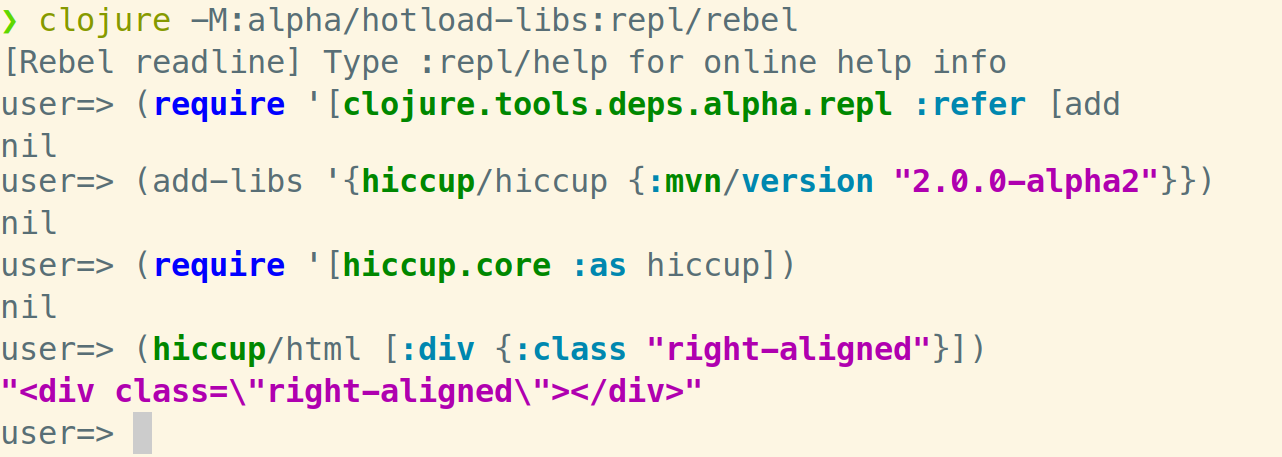 ❯ clojure -M:alpha/hotload-libs:repl/rebel
[Rebel readline] Type :repl/help for online help info
user=> (require '[clojure.tools.deps.alpha.repl :refer [add
nil
user=> (add-libs '{hiccup/hiccup {:mvn/version "2.0.0-alpha2"}})
nil
user=> (require '[hiccup.core :as hiccup])
nil
user=> (hiccup/html [:div {:class "right-aligned"}])
"<div class=\"right-aligned\"></div>"
user=>